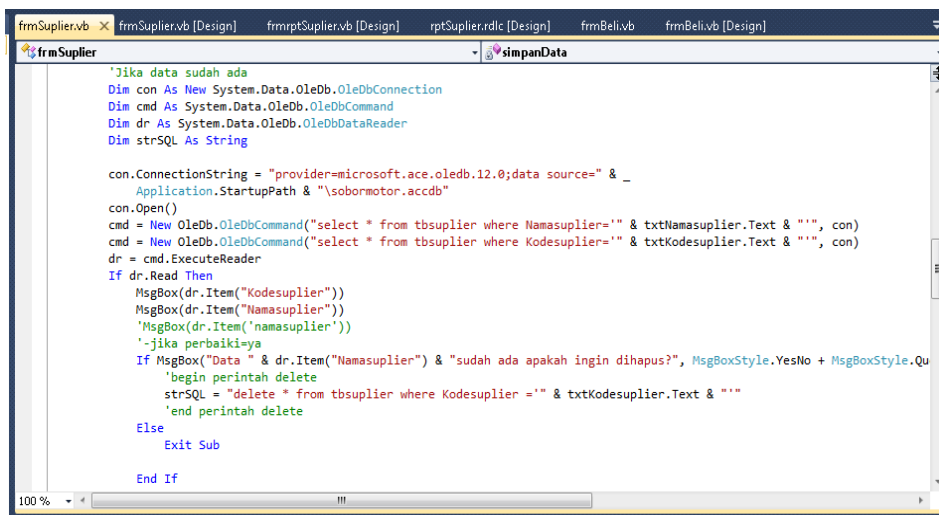 frmSuplier.vb frmSuplier.vb [Design] frmrptSuplier.vb [Design] rptSuplier.rdlc [Design] frmBeli.vb frmBeli.vb [Design]
frmSuplier simpanData
'Jika data sudah ada
Dim con As New System.Data.OleDb.OleDbConnection
Dim cmd As System.Data.OleDb.OleDbCommand
Dim dr As System.Data.OleDb.OleDbDataReader
Dim strSQL As String
con.ConnectionString = "provider=microsoft.ace.oledb.12.0;data source=" & _
Application.StartupPath & "\sobormotor.accdb"
con.Open()
cmd = New OleDb.OleDbCommand("select * from tbsuplier where Namasuplier='" & txtNamasuplier.Text & "'", con)
cmd = New OleDb.OleDbCommand("select * from tbsuplier where Kodesuplier='" & txtKodesuplier.Text & "'", con)
dr = cmd.ExecuteReader
If dr.Read Then
MsgBox(dr.Item("Kodesuplier"))
MsgBox(dr.Item("Namasuplier"))
'MsgBox(dr.Item('namasuplier'))
'-jika perbaiki=ya
If MsgBox("Data " & dr.Item("Namasuplier") & "sudah ada apakah ingin dihapus?", MsgBoxStyle.YesNo + MsgBoxStyle.Qu
'begin perintah delete
strSQL = "delete * from tbsuplier where Kodesuplier ='" & txtKodesuplier.Text & "'"
'end perintah delete
Else
Exit Sub
End If
100 %